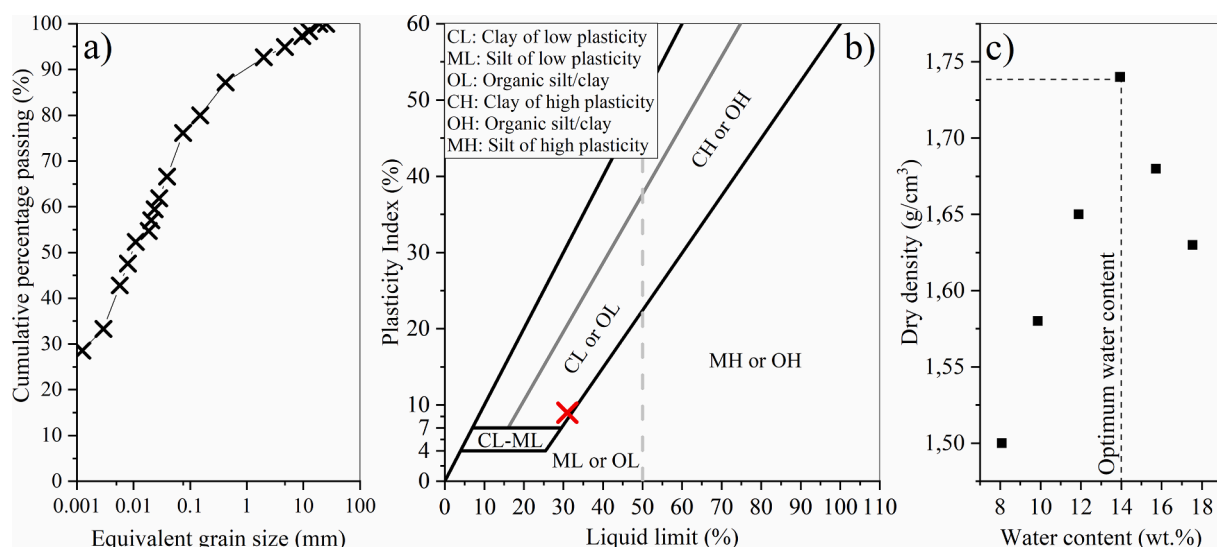 a)
100
90
80
70
60
50
40
30
20
10
0
Cumulative percentage passing (%)
0.001
0.01
0.1
1
10
100
Equivalent grain size (mm)
b)
CL: Clay of low plasticity
ML: Silt of low plasticity
OL: Organic silt/clay
CH: Clay of high plasticity
OH: Organic silt/clay
MH: Silt of high plasticity
60
50
40
30
20
10
7
4
0
Plasticity Index (%)
CH or OH
CL or OL
MH or OH
CL-ML
ML or OL
0 10 20 30 40 50 60 70 80 90 100 110
Liquid limit (%)
c)
1,75
1,70
1,65
1,60
1,55
1,50
Dry density (g/cm³)
Optimum water content
8 10 12 14 16 18
Water content (wt.%)